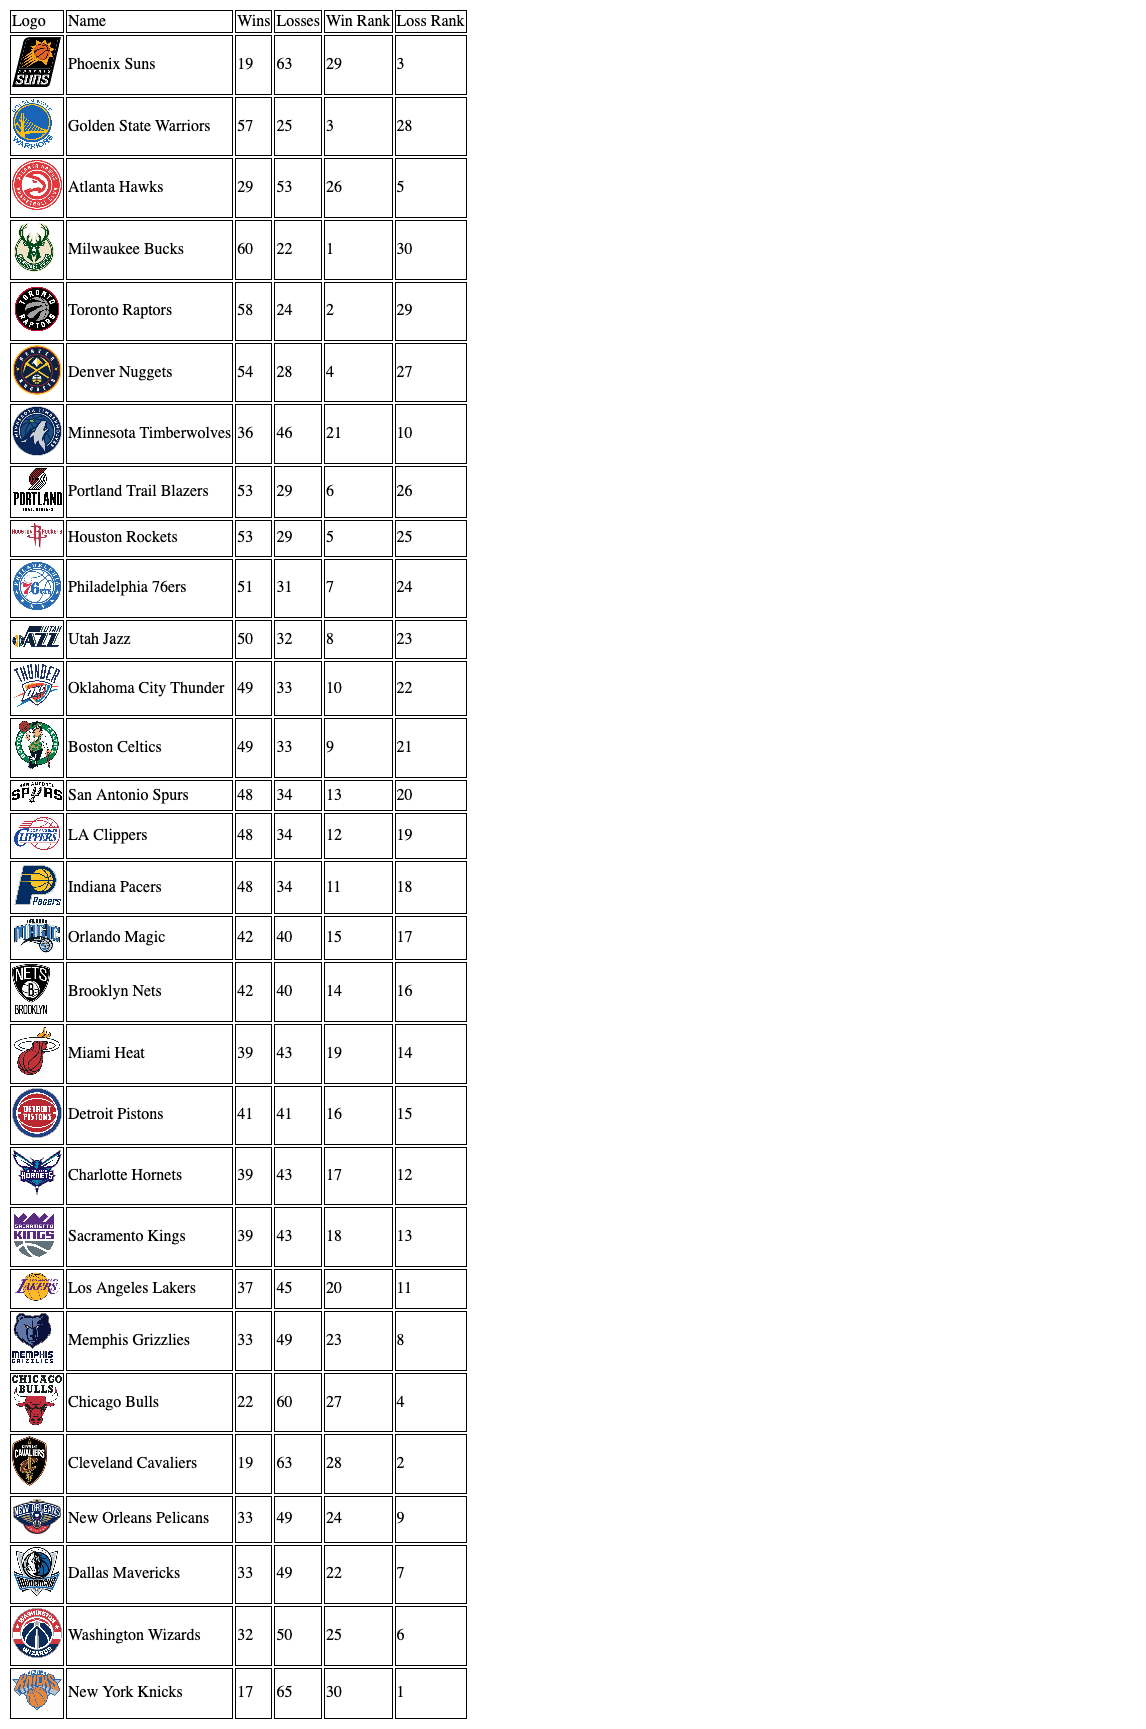 Logo Name Wins Losses Win Rank Loss Rank
SUNS Phoenix Suns 19 63 29 3
WARRIORS Golden State Warriors 57 25 3 28
Atlanta Hawks 29 53 26 5
Milwaukee Bucks 60 22 1 30
TORONTO RAPTORS Toronto Raptors 58 24 2 29
Denver Nuggets 54 28 4 27
Minnesota Timberwolves 36 46 21 10
PORTLAND Portland Trail Blazers 53 29 6 26
HOUSTON R ROCKETS Houston Rockets 53 29 5 25
PHILADELPHIA 76ers Philadelphia 76ers 51 31 7 24
UTAH JAZZ Utah Jazz 50 32 8 23
THUNDER OKC Oklahoma City Thunder 49 33 10 22
Boston Celtics 49 33 9 21
SPURS San Antonio Spurs 48 34 13 20
CLIPPERS LA Clippers 48 34 12 19
Pacers Indiana Pacers 48 34 11 18
MAGIC Orlando Magic 42 40 15 17
NETS B BROOKLYN Brooklyn Nets 42 40 14 16
Miami Heat 39 43 19 14
DETROIT PISTONS Detroit Pistons 41 41 16 15
HORNETS Charlotte Hornets 39 43 17 12
SACRAMENTO KINGS Sacramento Kings 39 43 18 13
LAKERS Los Angeles Lakers 37 45 20 11
MEMPHIS GRIZZLIES Memphis Grizzlies 33 49 23 8
CHICAGO BULLS Chicago Bulls 22 60 27 4
CAVALIERS Cleveland Cavaliers 19 63 28 2
NEW ORLEANS New Orleans Pelicans 33 49 24 9
MAVERICKS Dallas Mavericks 33 49 22 7
WASHINGTON WIZARDS Washington Wizards 32 50 25 6
KNICKS New York Knicks 17 65 30 1